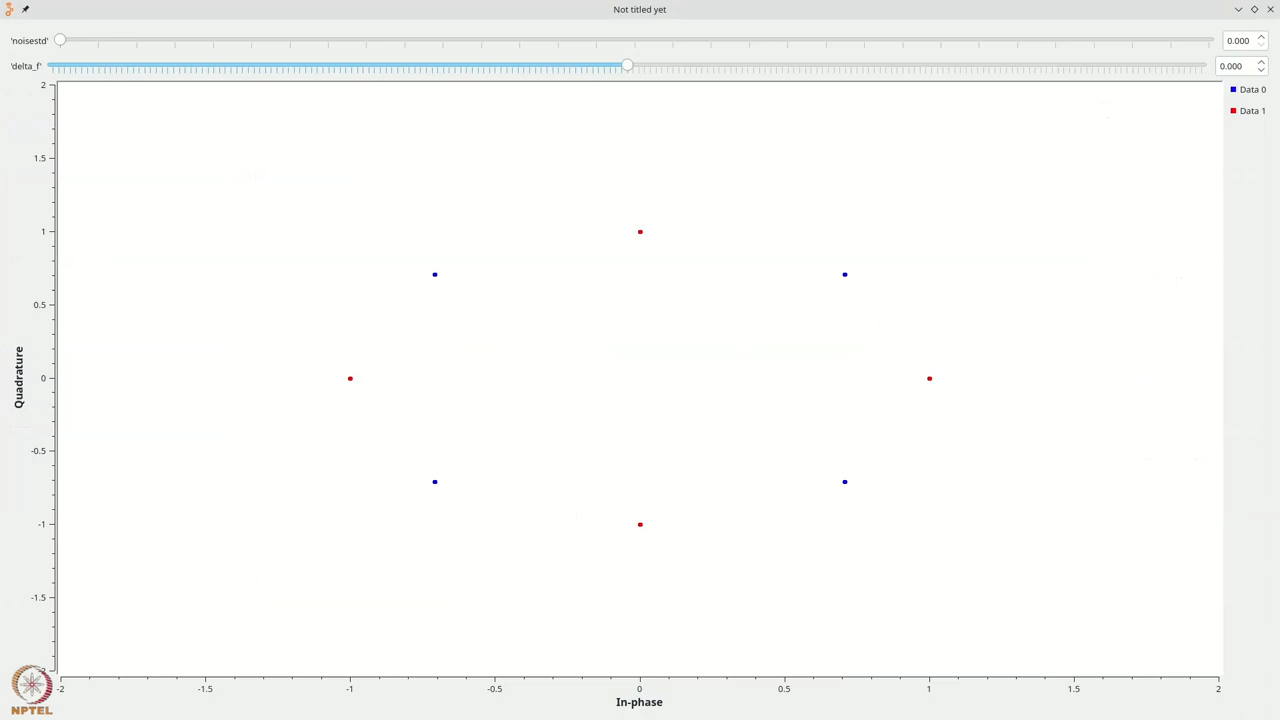 Not titled yet
'noisestd' 0.000
'delta_f' 0.000
Data 0
Data 1
2
1.5
1
0.5
0
-0.5
-1
-1.5
-2
Quadrature
-2 -1.5 -1 -0.5 0 0.5 1 1.5 2
In-phase
NPTEL